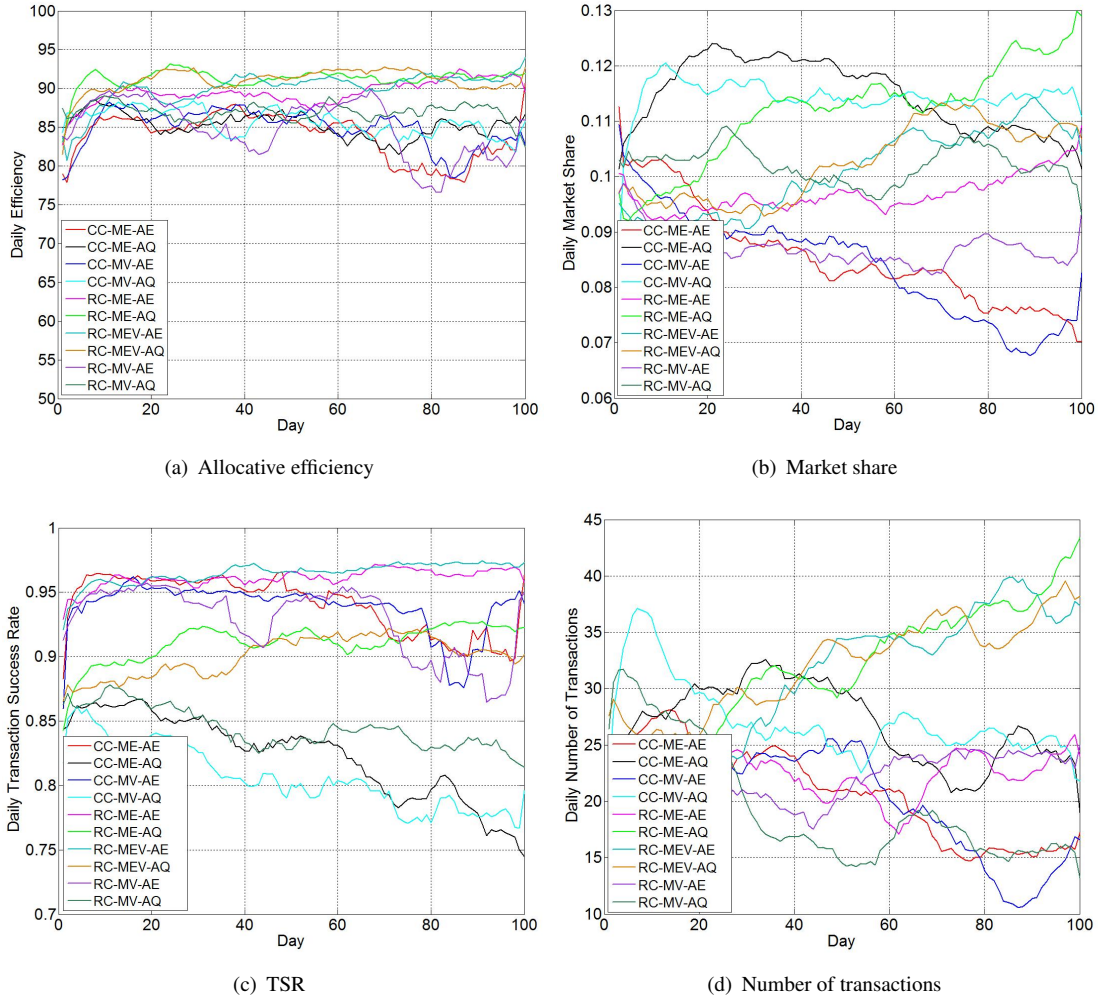 100
95
90
85
80
75
70
65
60
55
50
Daily Efficiency
CC-ME-AE
CC-ME-AQ
CC-MV-AE
CC-MV-AQ
RC-ME-AE
RC-ME-AQ
RC-MEV-AE
RC-MEV-AQ
RC-MV-AE
RC-MV-AQ
0 20 40 60 80 100
Day
(a) Allocative efficiency
0.13
0.12
0.11
0.1
0.09
0.08
0.07
0.06
Daily Market Share
CC-ME-AE
CC-ME-AQ
CC-MV-AE
CC-MV-AQ
RC-ME-AE
RC-ME-AQ
RC-MEV-AE
RC-MEV-AQ
RC-MV-AE
RC-MV-AQ
0 20 40 60 80 100
Day
(b) Market share
1
0.95
0.9
0.85
0.8
0.75
0.7
Daily Transaction Success Rate
CC-ME-AE
CC-ME-AQ
CC-MV-AE
CC-MV-AQ
RC-ME-AE
RC-ME-AQ
RC-MEV-AE
RC-MEV-AQ
RC-MV-AE
RC-MV-AQ
0 20 40 60 80 100
Day
(c) TSR
45
40
35
30
25
20
15
10
Daily Number of Transactions
CC-ME-AE
CC-ME-AQ
CC-MV-AE
CC-MV-AQ
RC-ME-AE
RC-ME-AQ
RC-MEV-AE
RC-MEV-AQ
RC-MV-AE
RC-MV-AQ
0 20 40 60 80 100
Day
(d) Number of transactions